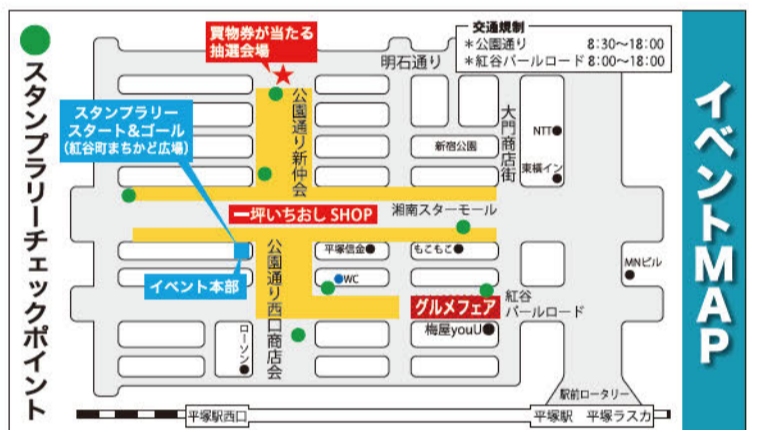 スタンプラリーチェックポイント
買物券が当たる
抽選会場
交通規制
＊公園通り 8:30〜18:00
＊紅谷パールロード 8:00〜18:00
明石通り
スタンプラリー
スタート&ゴール
(紅谷町まちかど広場)
公園通り新仲会
大門商店街
NTT
新宿公園
東横イン
一坪いちおし SHOP
湘南スターモール
平塚信金
もこもこ
公園通り西口商店会
WC
MNビル
イベント本部
グルメフェア
紅谷
パールロード
梅屋youU
ローソン
駅前ロータリー
平塚駅西口
平塚駅 平塚ラスカ
イベントMAP